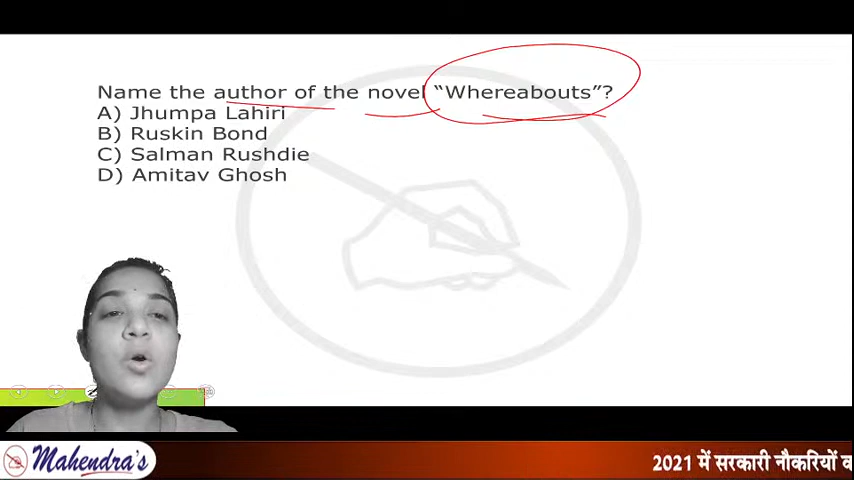 Name the author of the novel “Whereabouts”?
A) Jhumpa Lahiri
B) Ruskin Bond
C) Salman Rushdie
D) Amitav Ghosh
Mahendra's
2021 में सरकारी नौकरियों